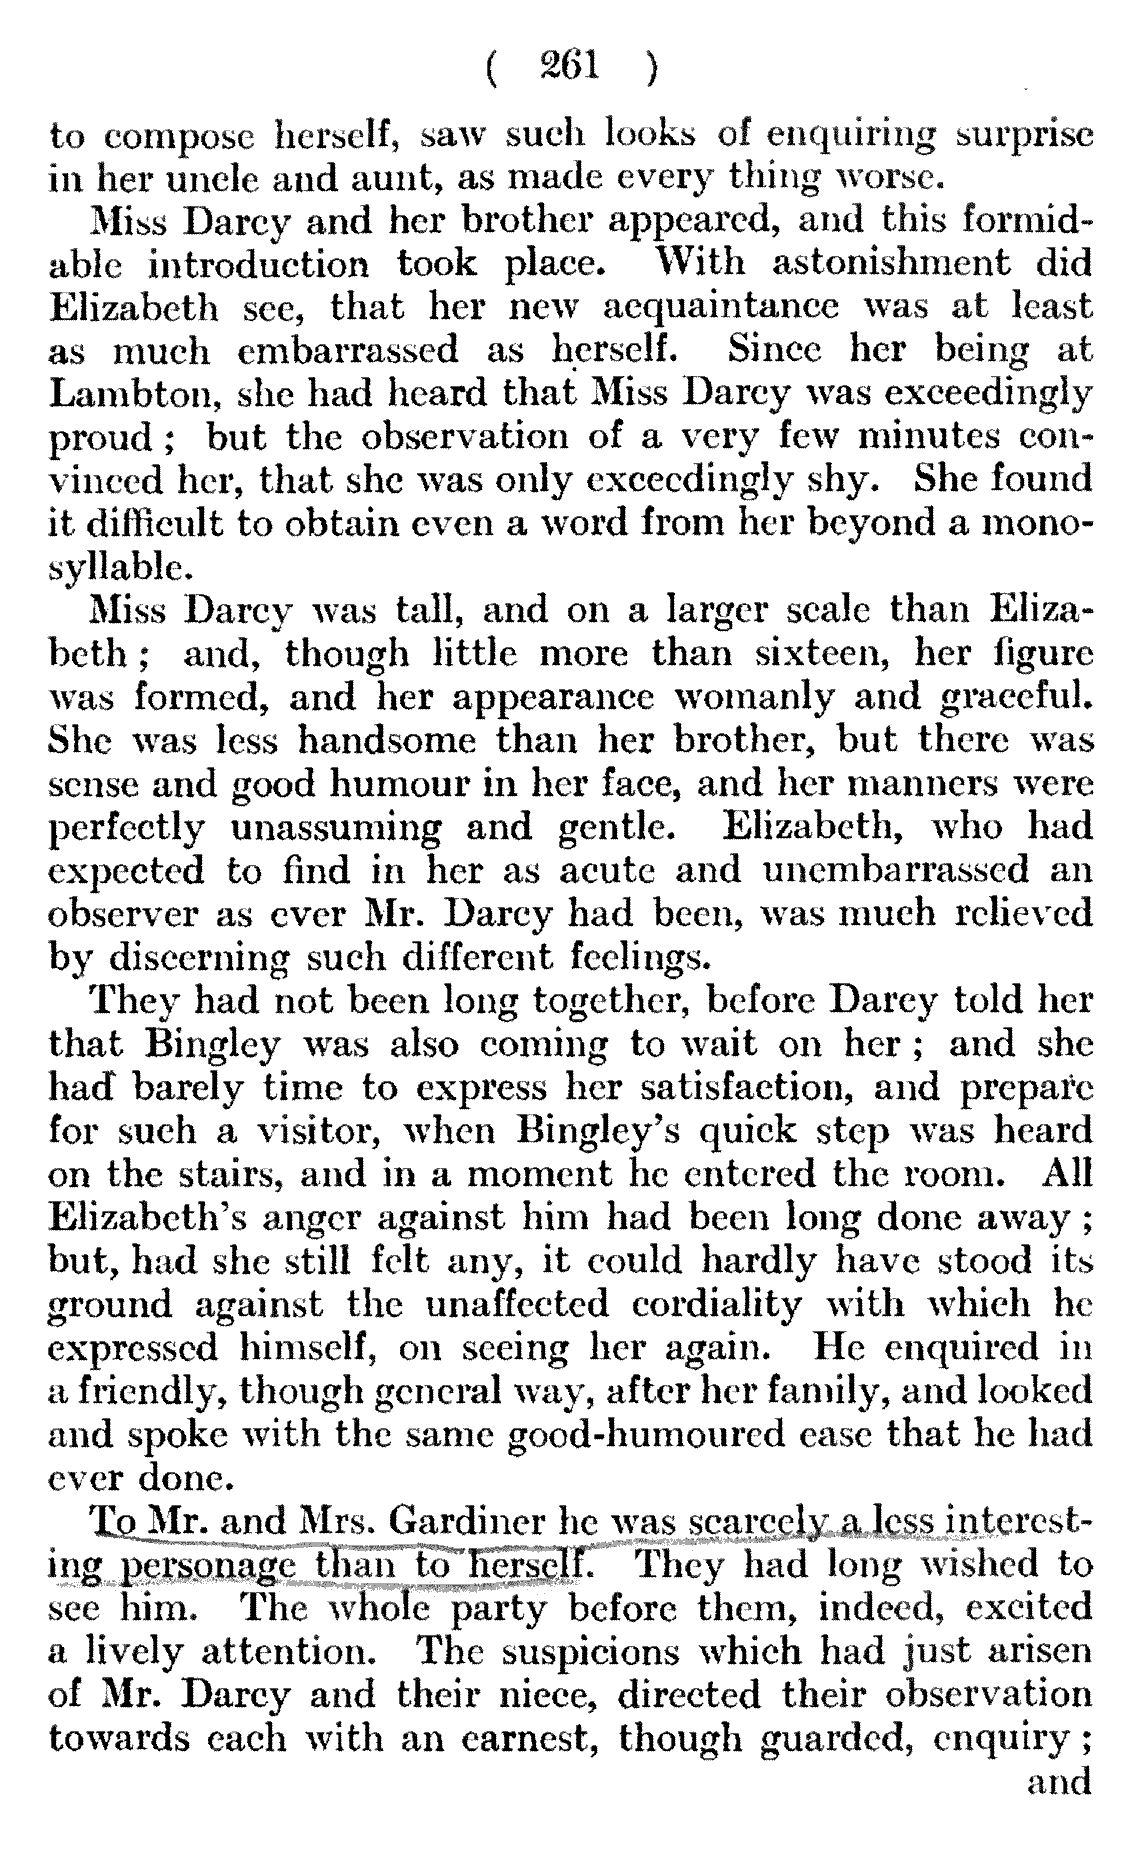 ( 261 )
to compose herself, saw such looks of enquiring surprise
in her uncle and aunt, as made every thing worse.
Miss Darcy and her brother appeared, and this formid-
able introduction took place. With astonishment did
Elizabeth see, that her new acquaintance was at least
as much embarrassed as herself. Since her being at
Lambton, she had heard that Miss Darcy was exceedingly
proud ; but the observation of a very few minutes con-
vinced her, that she was only exceedingly shy. She found
it difficult to obtain even a word from her beyond a mono-
syllable.
Miss Darcy was tall, and on a larger scale than Eliza-
beth ; and, though little more than sixteen, her figure
was formed, and her appearance womanly and graceful.
She was less handsome than her brother, but there was
sense and good humour in her face, and her manners were
perfectly unassuming and gentle. Elizabeth, who had
expected to find in her as acute and unembarrassed an
observer as ever Mr. Darcy had been, was much relieved
by discerning such different feelings.
They had not been long together, before Darcy told her
that Bingley was also coming to wait on her ; and she
had barely time to express her satisfaction, and prepare
for such a visitor, when Bingley's quick step was heard
on the stairs, and in a moment he entered the room. All
Elizabeth's anger against him had been long done away ;
but, had she still felt any, it could hardly have stood its
ground against the unaffected cordiality with which he
expressed himself, on seeing her again. He enquired in
a friendly, though general way, after her family, and looked
and spoke with the same good-humoured ease that he had
ever done.
To Mr. and Mrs. Gardiner he was scarcely a less interest-
ing personage than to herself. They had long wished to
see him. The whole party before them, indeed, excited
a lively attention. The suspicions which had just arisen
of Mr. Darcy and their niece, directed their observation
towards each with an earnest, though guarded, enquiry ;
and